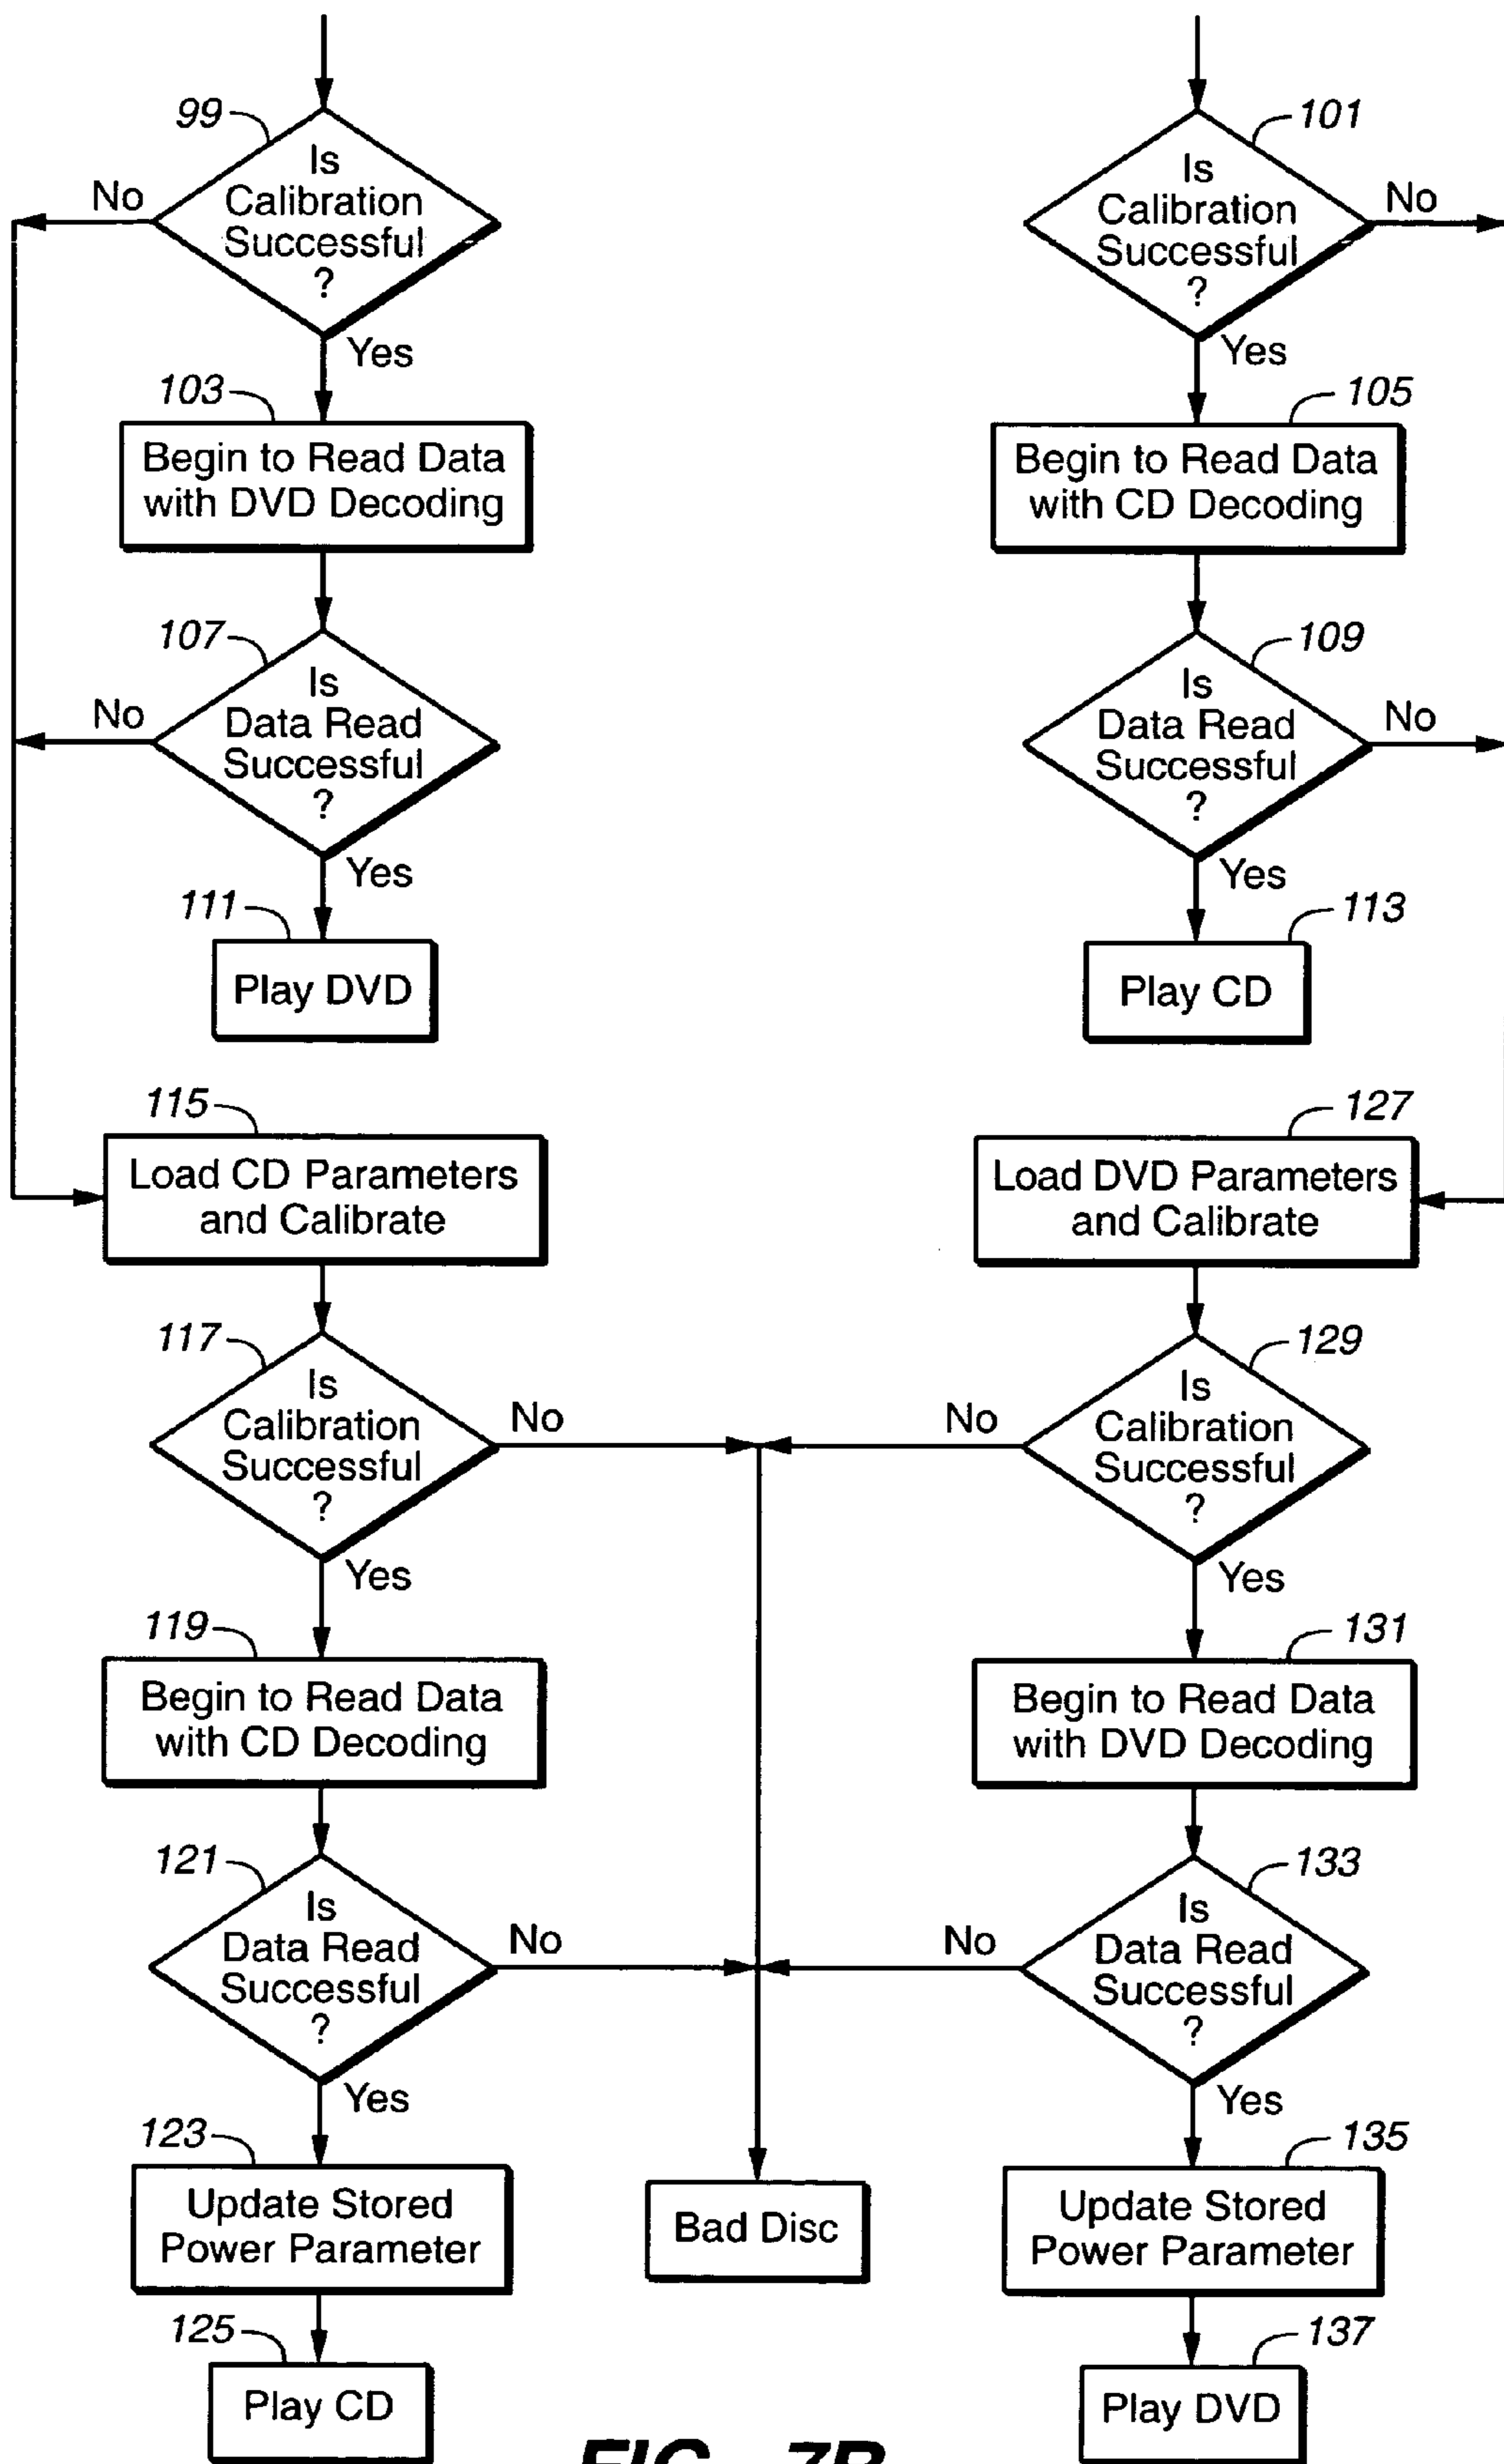 99
Is
Calibration
Successful
?
No
Yes
103
Begin to Read Data
with DVD Decoding
107
Is
Data Read
Successful
?
No
Yes
111
Play DVD
115
Load CD Parameters
and Calibrate
117
Is
Calibration
Successful
?
No
Yes
119
Begin to Read Data
with CD Decoding
121
Is
Data Read
Successful
?
No
Yes
123
Update Stored
Power Parameter
125
Play CD
Bad Disc
101
Is
Calibration
Successful
?
No
Yes
105
Begin to Read Data
with CD Decoding
109
Is
Data Read
Successful
?
No
Yes
113
Play CD
127
Load DVD Parameters
and Calibrate
129
Is
Calibration
Successful
?
No
Yes
131
Begin to Read Data
with DVD Decoding
133
Is
Data Read
Successful
?
No
Yes
135
Update Stored
Power Parameter
137
Play DVD
FIG._7B